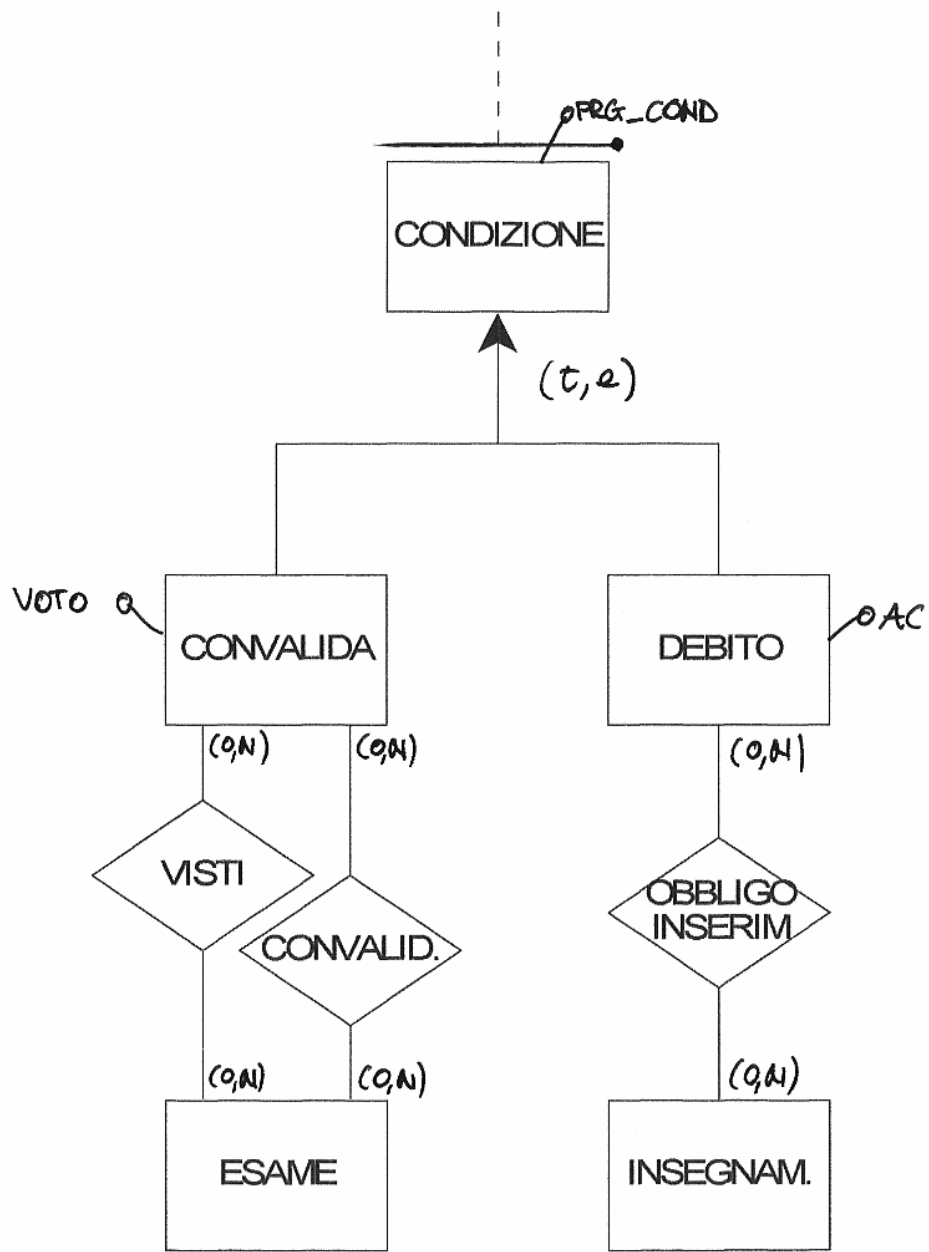 PRG_COND
CONDIZIONE
(t,e)
VOTO
CONVALIDA
DEBITO
AC
(0,N)
(0,N)
(0,N)
VISTI
OBBLIGO
INSERIM
CONVALID.
(0,N)
(0,N)
(0,N)
ESAME
INSEGNAM.